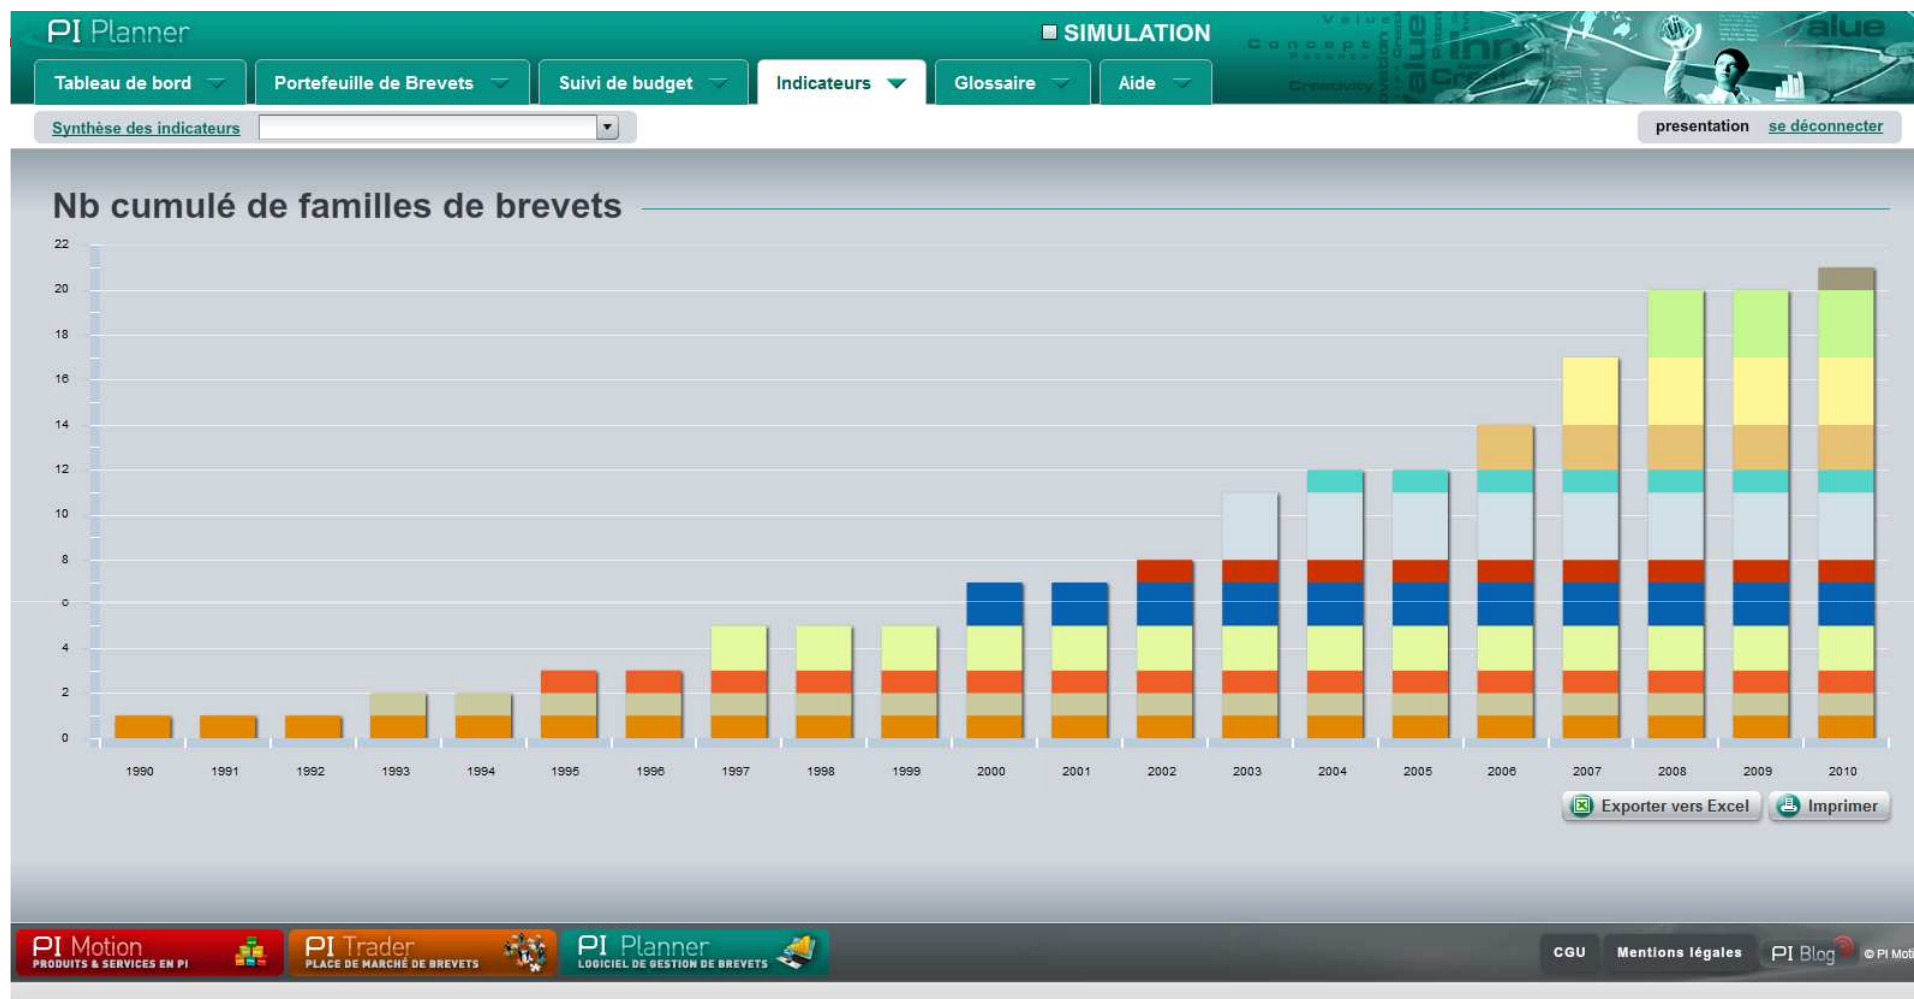 PI Planner
SIMULATION
Tableau de bord
Portefeuille de Brevets
Suivi de budget
Indicateurs
Glossaire
Aide
Synthèse des indicateurs
presentation se déconnecter
Nb cumulé de familles de brevets
22
20
18
16
14
12
10
8
6
4
2
0
1990 1991 1992 1993 1994 1995 1996 1997 1998 1999 2000 2001 2002 2003 2004 2005 2006 2007 2008 2009 2010
Exporter vers Excel
Imprimer
PI Motion
PRODUITS & SERVICES EN PI
PI Trader
PLACE DE MARCHÉ DE BREVETS
PI Planner
LOGICIEL DE GESTION DE BREVETS
CGU
Mentions légales
PI Blog
© PI Moti